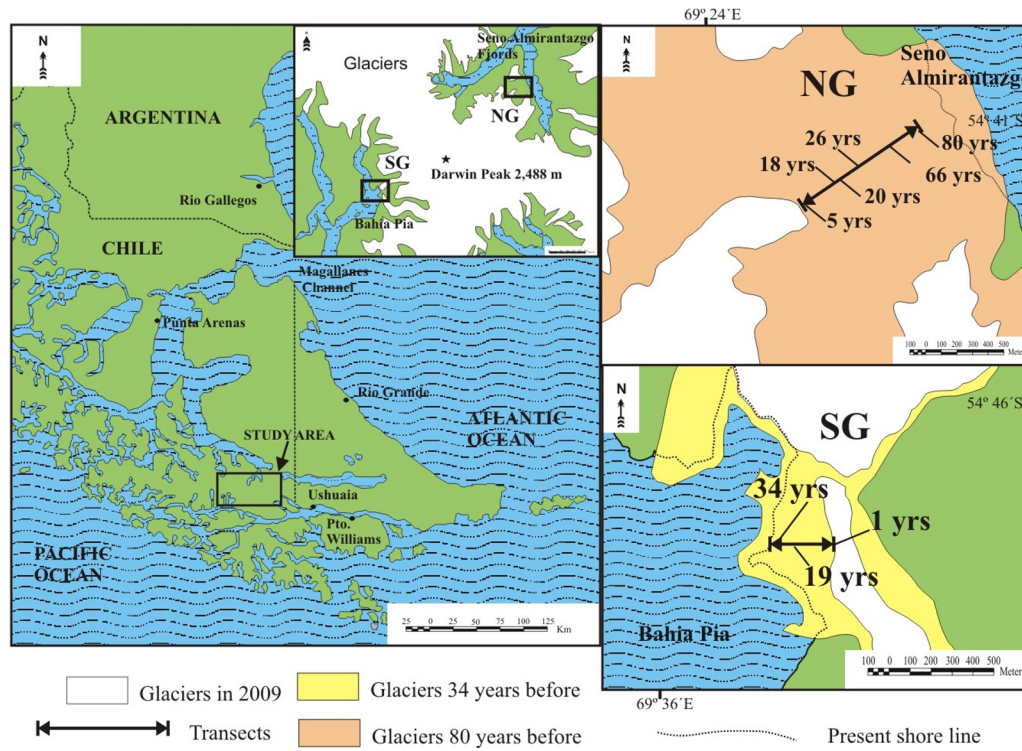 69º 24´E
N
ARGENTINA
Rio Gallegos
CHILE
Magallanes
Channel
Punta Arenas
Rio Grande
ATLANTIC
OCEAN
STUDY AREA
Ushuaia
Pto.
Williams
PACIFIC
OCEAN
25 0 25 50 75 100 125
Km
Seno Almirantazgo
Fjords
Glaciers
NG
SG
Darwin Peak 2,488 m
Bahia Pia
N
NG
Seno
Almirantazgo
54º 41´S
26 yrs
80 yrs
18 yrs
66 yrs
20 yrs
5 yrs
100 0 100 200 300 400 500
Mete
N
54º 46´S
SG
34 yrs
1 yrs
19 yrs
Bahia Pia
100 0 100 200 300 400 500
Meter
69º 36´E
Glaciers in 2009
Glaciers 34 years before
Transects
Glaciers 80 years before
Present shore line